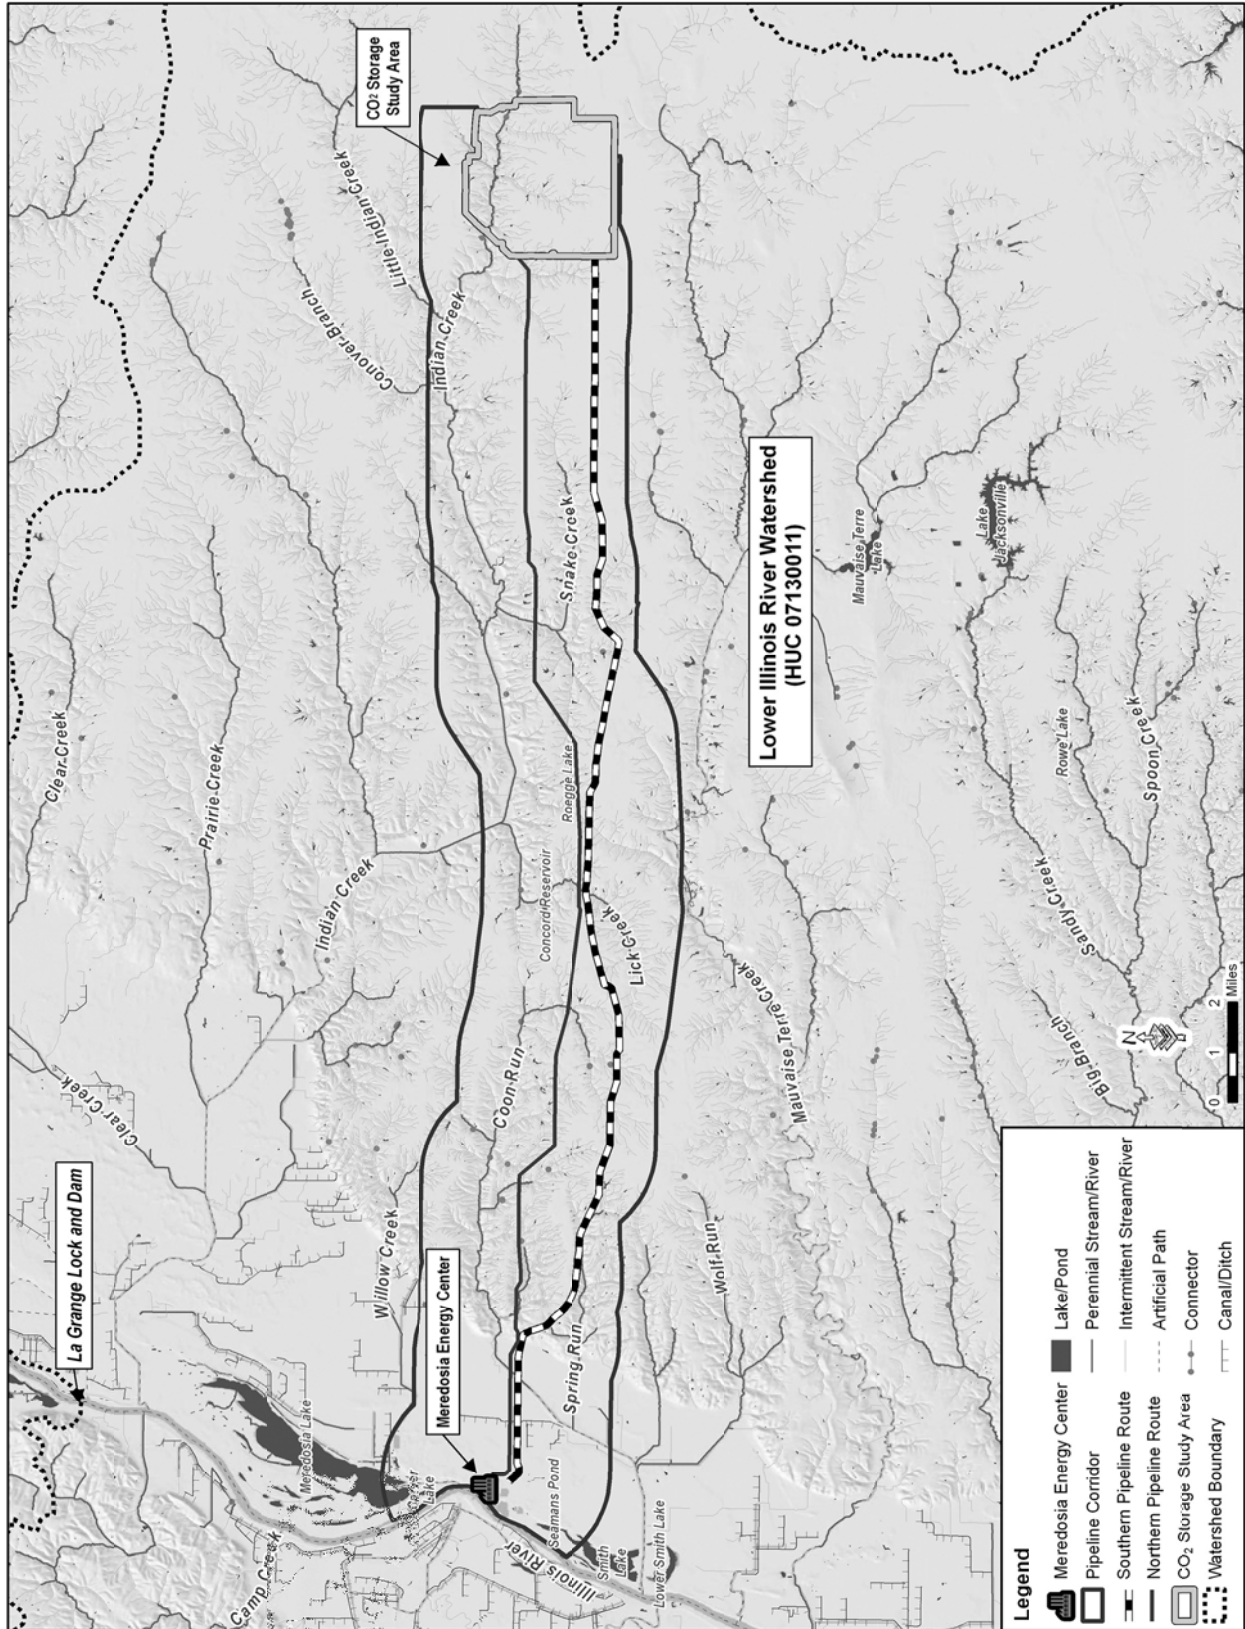 La Grange Lock and Dam
Clear Creek
Clear Creek
Prairie Creek
Indian Creek
Conover Branch
Little Indian Creek
Indian Creek
CO2 Storage
Study Area
Meredosia Lake
Camp Creek
Willow Creek
Meredosia Energy Center
Coon Run
Concord Reservoir
Roegge Lake
Snake Creek
Lick Creek
Spring Run
Seamans Pond
Illinois River
Smith
Lake
Lower Smith Lake
Wolf Run
Mauvaise Terre Creek
Lower Illinois River Watershed
(HUC 07130011)
Mauvaise Terre
Lake
Lake
Jacksonville
Rowe Lake
Spoon Creek
Sandy Creek
Big Branch
N
0 1 2
Miles
Legend
Meredosia Energy Center
Pipeline Corridor
Southern Pipeline Route
Northern Pipeline Route
CO2 Storage Study Area
Watershed Boundary
Lake/Pond
Perennial Stream/River
Intermittent Stream/River
Artificial Path
Connector
Canal/Ditch